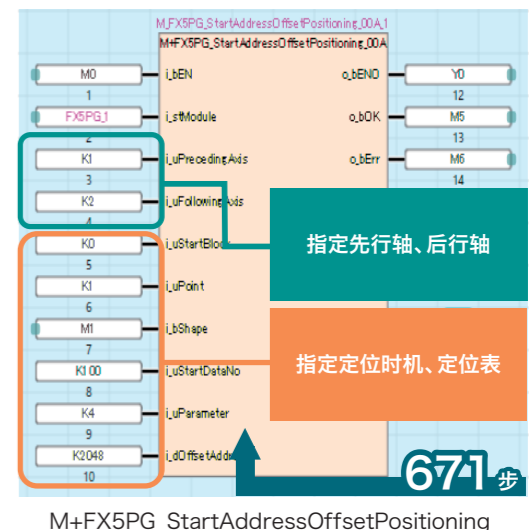 M_FX5PG_StartAddressOffsetPositioning_00A_1
M+FX5PG_StartAddressOffsetPositioning_00A
M0 i_bEN o_bENO Y0
1 12
FX5PG_1 i_stModule o_bOK M5
2 13
K1 i_uPrecedingAxis o_bErr M6
3 14
K2 i_uFollowingAxis
4
指定先行轴、后行轴
K0 i_uStartBlock
5
K1 i_uPoint
6
M1 i_bShape
7
指定定位时机、定位表
K100 i_uStartDataNo
8
K4 i_uParameter
9
K2048 i_dOffsetAddr
10
671步
M+FX5PG_StartAddressOffsetPositioning